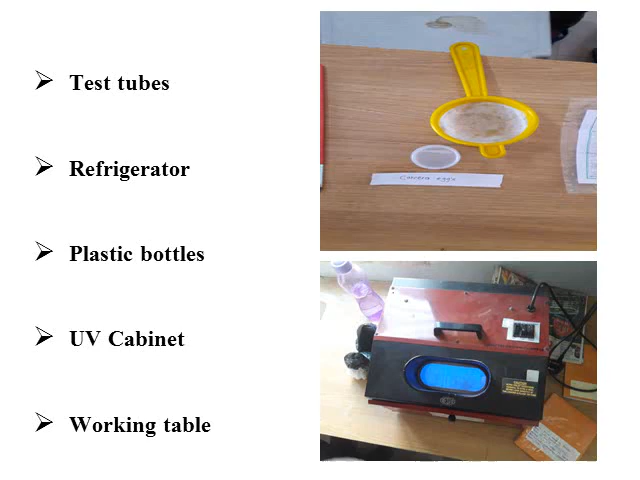 Test tubes
Refrigerator
Plastic bottles
UV Cabinet
Working table